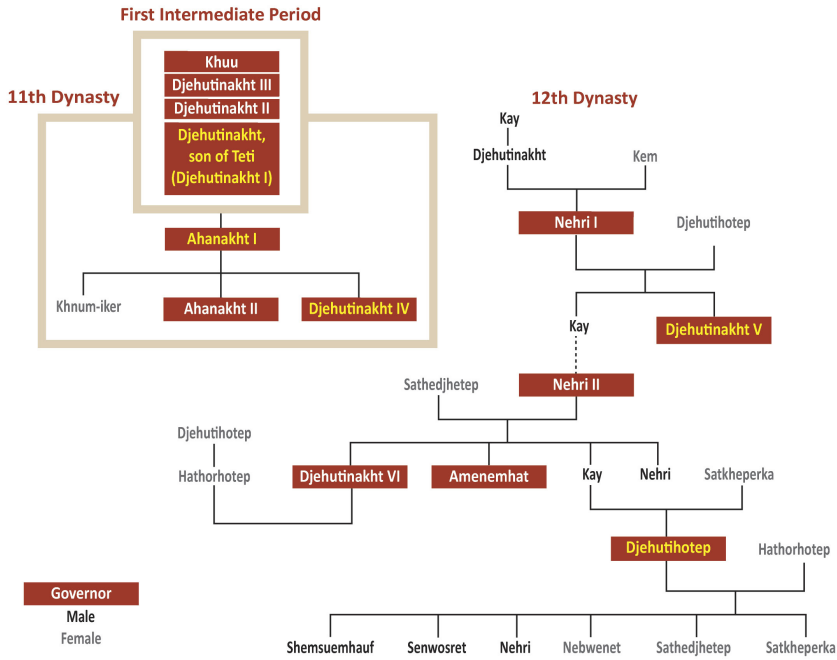 First Intermediate Period
Khuu
Djehutinakht III
Djehutinakht II
Djehutinakht,
son of Teti
(Djehutinakht I)
11th Dynasty
Ahanakht I
Khnum-iker
Ahanakht II
Djehutinakht IV
12th Dynasty
Kay
Djehutinakht
Kem
Nehri I
Djehutihotep
Kay
Djehutinakht V
Sathedjhetep
Nehri II
Djehutihotep
Hathorhotep
Djehutinakht VI
Amenemhat
Kay
Nehri
Satkheperka
Djehutihotep
Hathorhotep
Shemsuemhauf
Senwosret
Nehri
Nebwenet
Sathedjhetep
Satkheperka
Governor
Male
Female